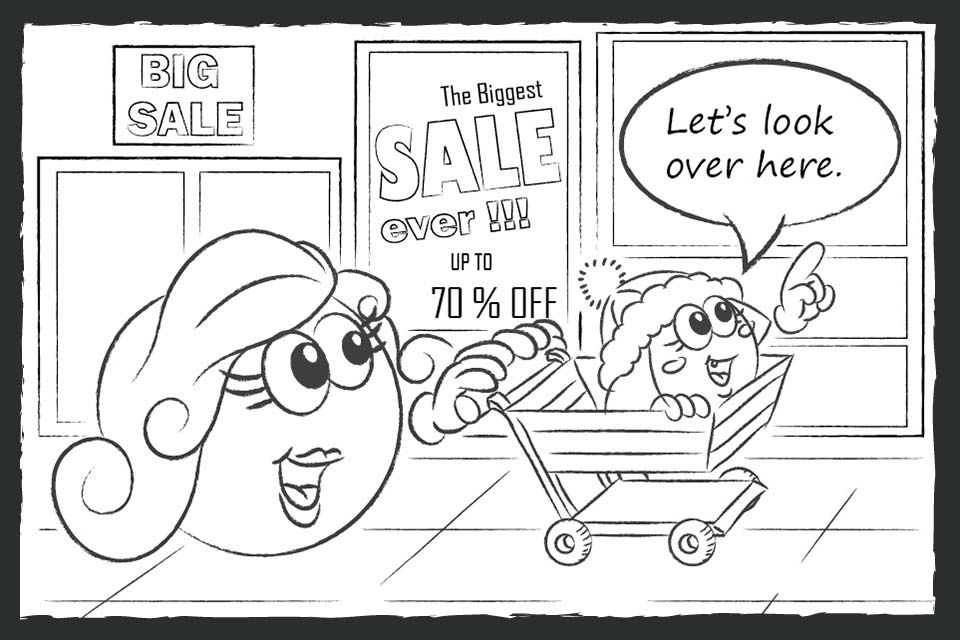 BIG
SALE
The Biggest
SALE
ever !!!
UP TO
70 % OFF
Let's look
over here.